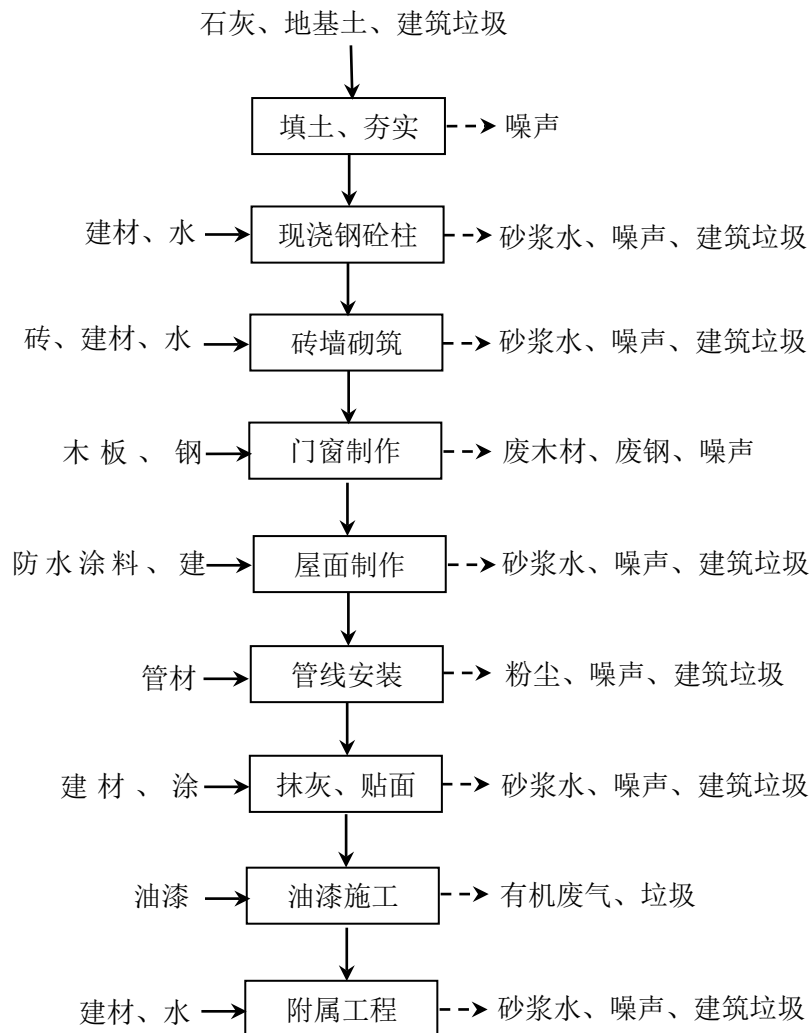 石灰、地基土、建筑垃圾
填土、夯实 噪声
建材、水 现浇钢砼柱 砂浆水、噪声、建筑垃圾
砖、建材、水 砖墙砌筑 砂浆水、噪声、建筑垃圾
木板、钢 门窗制作 废木材、废钢、噪声
防水涂料、建 屋面制作 砂浆水、噪声、建筑垃圾
管材 管线安装 粉尘、噪声、建筑垃圾
建材、涂 抹灰、贴面 砂浆水、噪声、建筑垃圾
油漆 油漆施工 有机废气、垃圾
建材、水 附属工程 砂浆水、噪声、建筑垃圾